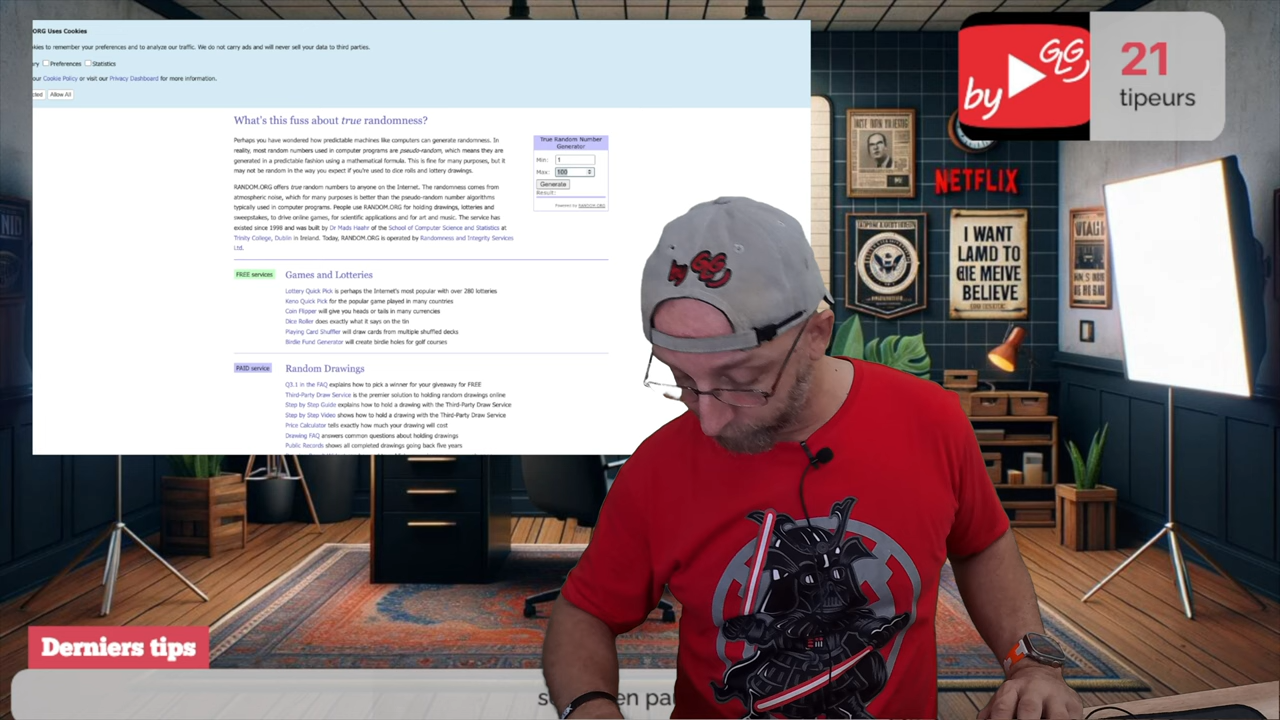 ORG Uses Cookies
kies to remember your preferences and to analyze our traffic. We do not carry ads and will never sell your data to third parties.
ry Preferences Statistics
our Cookie Policy or visit our Privacy Dashboard for more information.
cted Allow All
What's this fuss about true randomness?
Perhaps you have wondered how predictable machines like computers can generate randomness. In
reality, most random numbers used in computer programs are pseudo-random, which means they are
generated in a predictable fashion using a mathematical formula. This is fine for many purposes, but it
may not be random in the way you expect if you're used to dice rolls and lottery drawings.
RANDOM.ORG offers true random numbers to anyone on the Internet. The randomness comes from
atmospheric noise, which for many purposes is better than the pseudo-random number algorithms
typically used in computer programs. People use RANDOM.ORG for holding drawings, lotteries and
sweepstakes, to drive online games, for scientific applications and for art and music. The service has
existed since 1998 and was built by Dr Mads Haahr of the School of Computer Science and Statistics at
Trinity College, Dublin in Ireland. Today, RANDOM.ORG is operated by Randomness and Integrity Services
Ltd.
True Random Number
Generator
Min: 1
Max: 100
Generate
Result:
Powered by RANDOM.ORG
FREE services
Games and Lotteries
Lottery Quick Pick is perhaps the Internet's most popular with over 280 lotteries
Keno Quick Pick for the popular game played in many countries
Coin Flipper will give you heads or tails in many currencies
Dice Roller does exactly what it says on the tin
Playing Card Shuffler will draw cards from multiple shuffled decks
Birdie Fund Generator will create birdie holes for golf courses
PAID service
Random Drawings
Q3.1 in the FAQ explains how to pick a winner for your giveaway for FREE
Third-Party Draw Service is the premier solution to holding random drawings online
Step by Step Guide explains how to hold a drawing with the Third-Party Draw Service
Step by Step Video shows how to hold a drawing with the Third-Party Draw Service
Price Calculator tells exactly how much your drawing will cost
Drawing FAQ answers common questions about holding drawings
Public Records shows all completed drawings going back five years
by GLG
21
tipeurs
NETFLIX
I WANT
LAMD TO
MEIVE
BELIEVE
Derniers tips